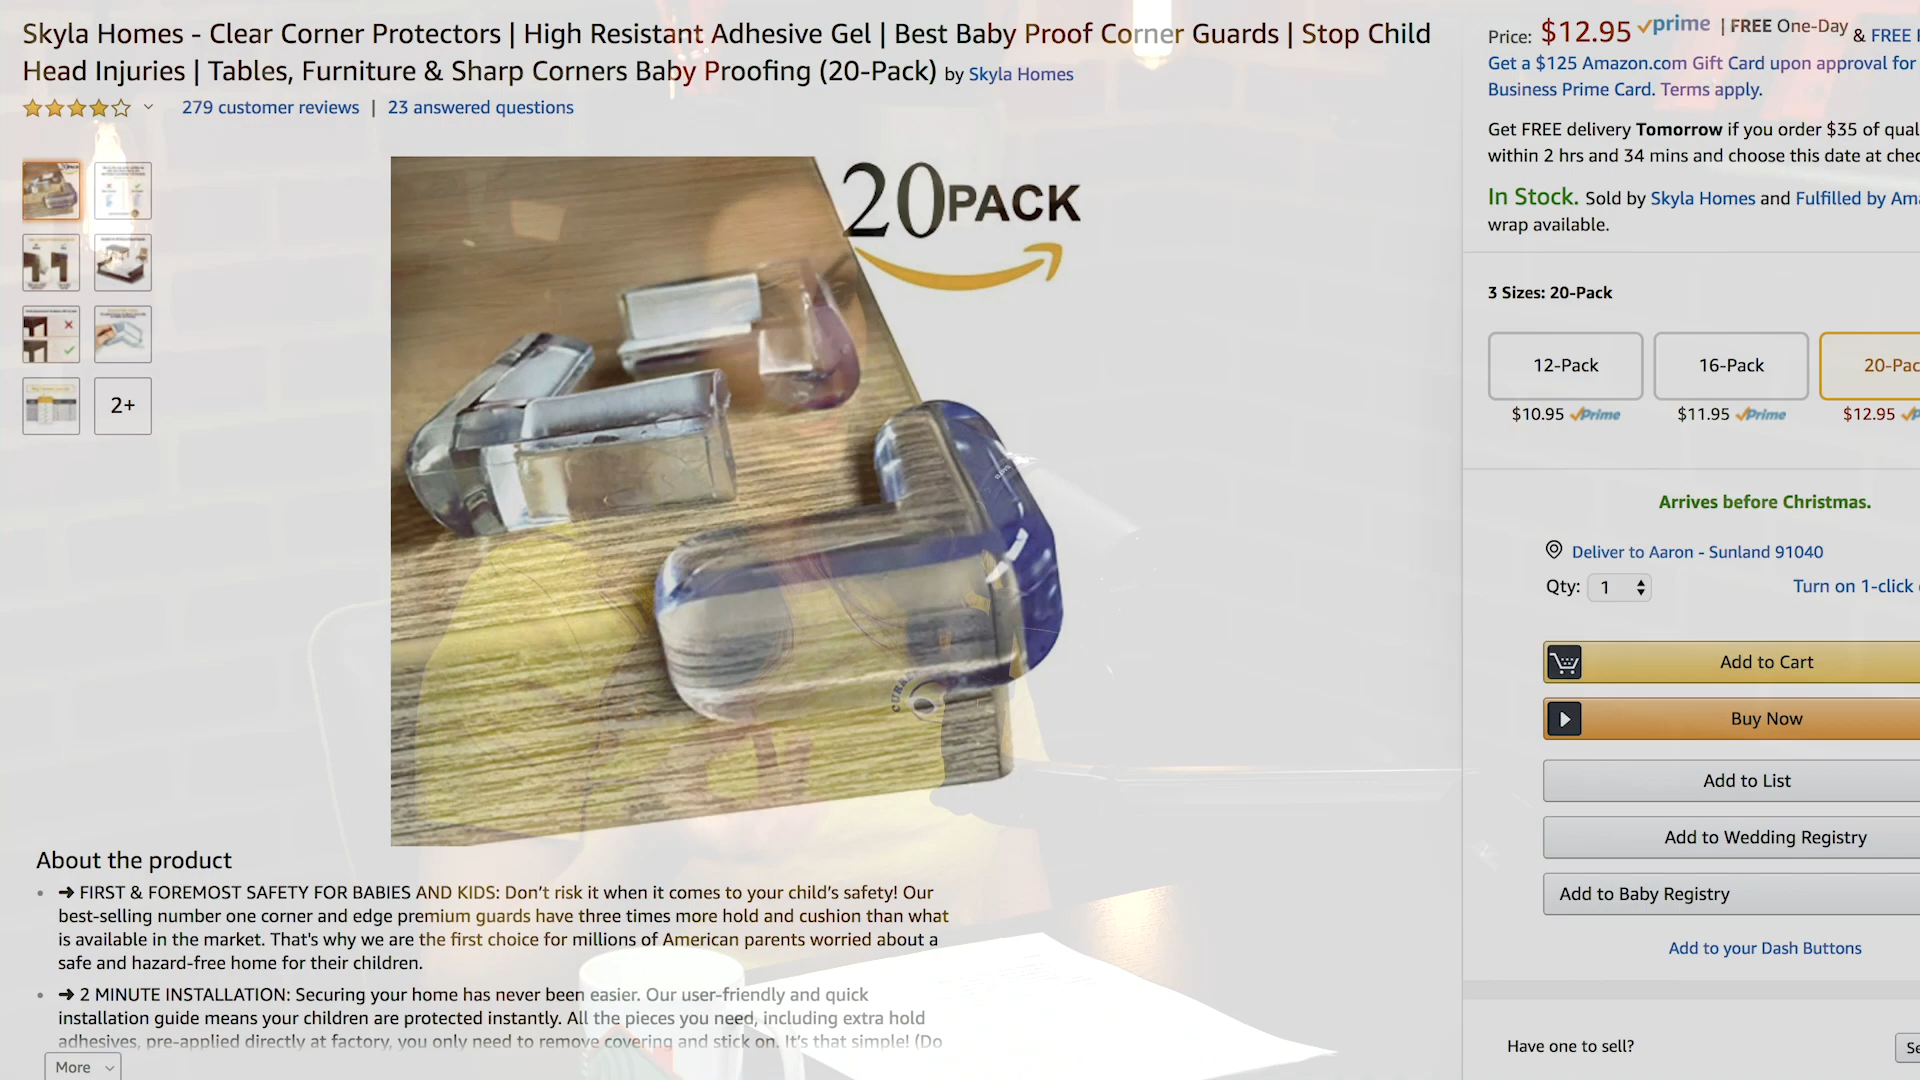 Skyla Homes - Clear Corner Protectors | High Resistant Adhesive Gel | Best Baby Proof Corner Guards | Stop Child
Head Injuries | Tables, Furniture & Sharp Corners Baby Proofing (20-Pack) by Skyla Homes
279 customer reviews | 23 answered questions
2+
20PACK
CURRE
About the product
➔ FIRST & FOREMOST SAFETY FOR BABIES AND KIDS: Don’t risk it when it comes to your child’s safety! Our
best-selling number one corner and edge premium guards have three times more hold and cushion than what
is available in the market. That's why we are the first choice for millions of American parents worried about a
safe and hazard-free home for their children.
➔ 2 MINUTE INSTALLATION: Securing your home has never been easier. Our user-friendly and quick
installation guide means your children are protected instantly. All the pieces you need, including extra hold
adhesives, pre-applied directly at factory, you only need to remove covering and stick on. It’s that simple! (Do
More
Price: $12.95 prime | FREE One-Day & FREE
Get a $125 Amazon.com Gift Card upon approval for
Business Prime Card. Terms apply.
Get FREE delivery Tomorrow if you order $35 of qual
within 2 hrs and 34 mins and choose this date at chec
In Stock. Sold by Skyla Homes and Fulfilled by Am
wrap available.
3 Sizes: 20-Pack
12-Pack 16-Pack 20-Pac
$10.95 Prime $11.95 Prime $12.95 P
Arrives before Christmas.
Deliver to Aaron - Sunland 91040
Qty: 1 Turn on 1-click
Add to Cart
Buy Now
Add to List
Add to Wedding Registry
Add to Baby Registry
Add to your Dash Buttons
Have one to sell? Se